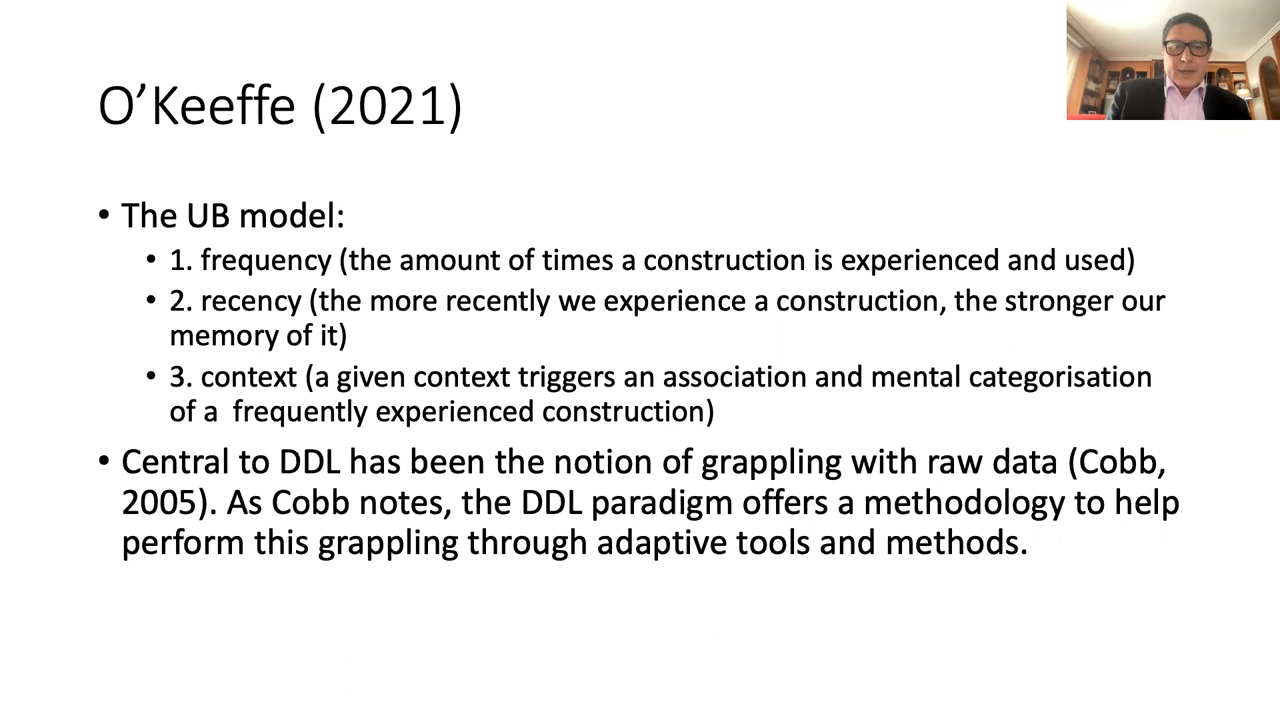 O’Keeffe (2021)
• The UB model:
• 1. frequency (the amount of times a construction is experienced and used)
• 2. recency (the more recently we experience a construction, the stronger our
memory of it)
• 3. context (a given context triggers an association and mental categorisation
of a  frequently experienced construction)
• Central to DDL has been the notion of grappling with raw data (Cobb,
2005). As Cobb notes, the DDL paradigm offers a methodology to help
perform this grappling through adaptive tools and methods.